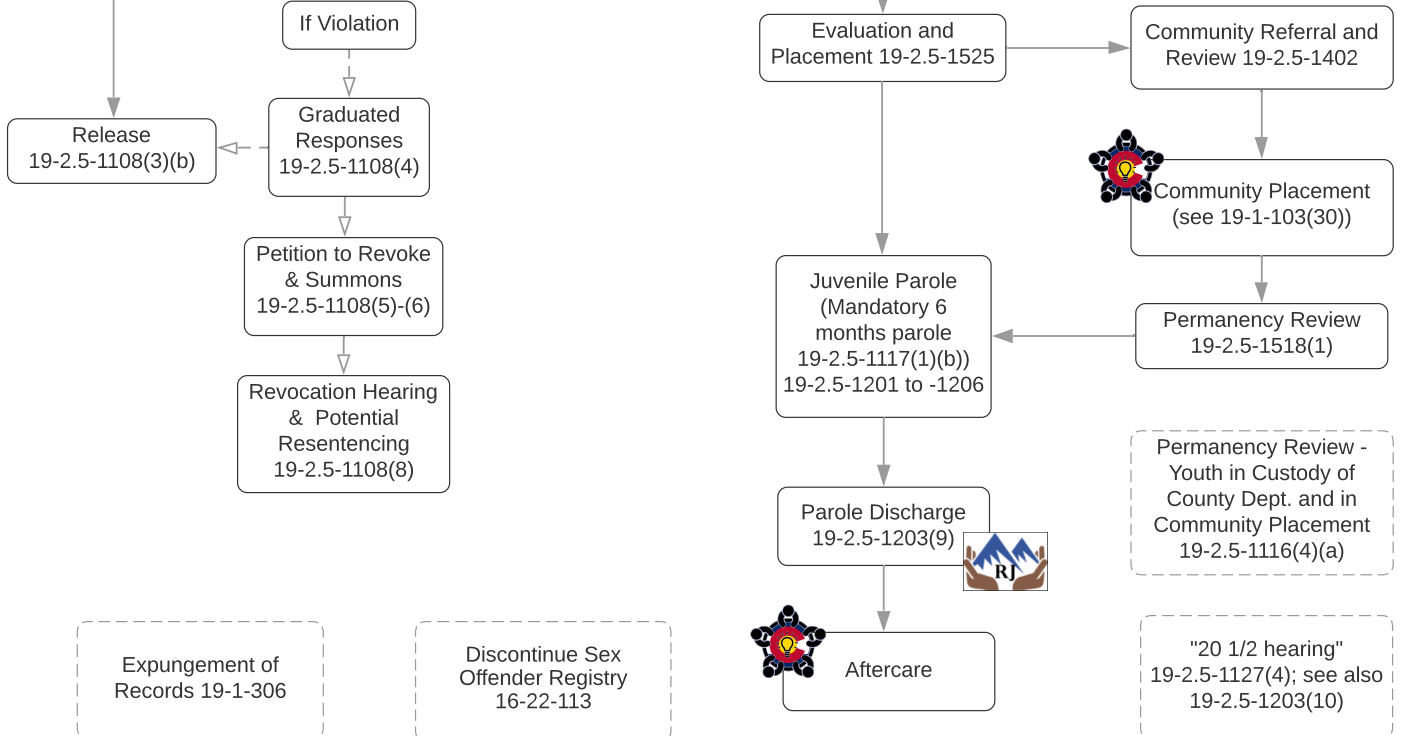 If Violation
Graduated
Responses
19-2.5-1108(4)
Release
19-2.5-1108(3)(b)
Petition to Revoke
& Summons
19-2.5-1108(5)-(6)
Revocation Hearing
& Potential
Resentencing
19-2.5-1108(8)
Evaluation and
Placement 19-2.5-1525
Community Referral and
Review 19-2.5-1402
Community Placement
(see 19-1-103(30))
Permanency Review
19-2.5-1518(1)
Juvenile Parole
(Mandatory 6
months parole
19-2.5-1117(1)(b))
19-2.5-1201 to -1206
Parole Discharge
19-2.5-1203(9)
RJ
Aftercare
Permanency Review -
Youth in Custody of
County Dept. and in
Community Placement
19-2.5-1116(4)(a)
Expungement of
Records 19-1-306
Discontinue Sex
Offender Registry
16-22-113
"20 1/2 hearing"
19-2.5-1127(4); see also
19-2.5-1203(10)